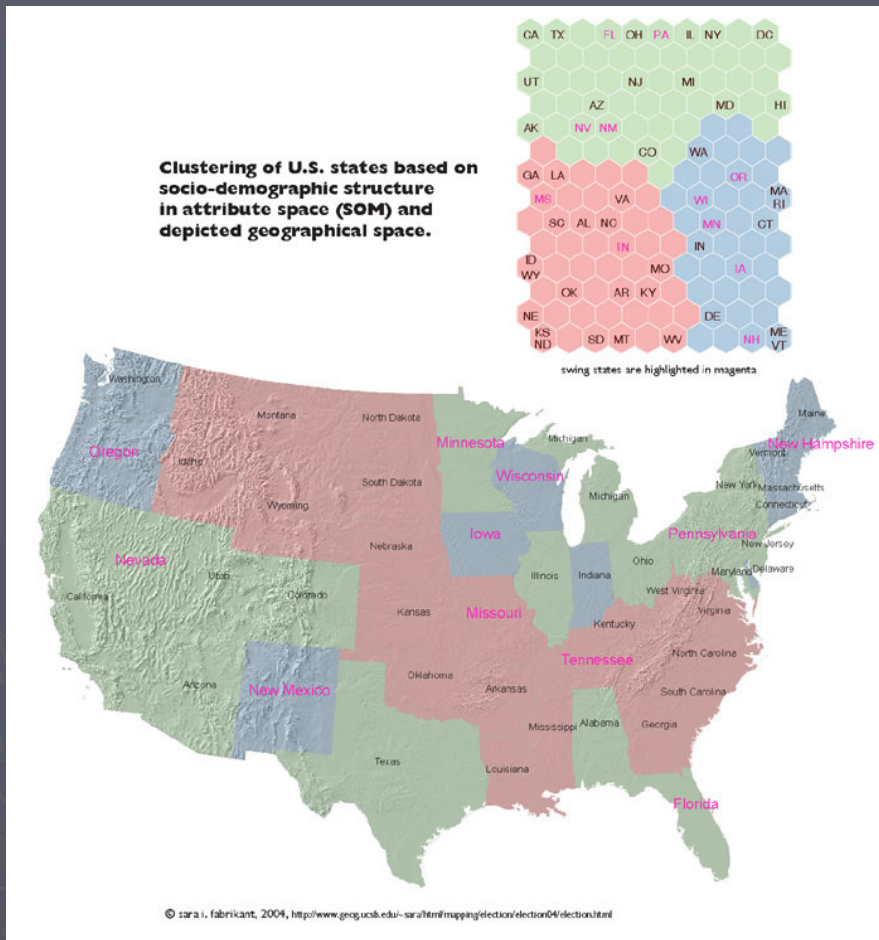 CA TX FL OH PA IL NY DC
UT NJ MI
AZ MD HI
AK NV NM
CO WA
GA LA OR
MS VA WI MA
RI
SC AL NC MN CT
TN IN
ID
WY MO IA
OK AR KY
NE DE
KS
ND SD MT WV NH ME
VT
swing states are highlighted in magenta
Clustering of U.S. states based on
socio-demographic structure
in attribute space (SOM) and
depicted geographical space.
Washington
Montana
North Dakota
Minnesota
Michigan
Maine
Oregon
Idaho
Wyoming
South Dakota
Wisconsin
Michigan
New York
Vermont
New Hampshire
Massachusetts
Connecticut
Nevada
Utah
Colorado
Nebraska
Iowa
Illinois
Indiana
Ohio
Pennsylvania
New Jersey
Maryland
Delaware
California
Kansas
Missouri
Kentucky
West Virginia
Virginia
Arizona
New Mexico
Oklahoma
Arkansas
Tennessee
North Carolina
South Carolina
Texas
Louisiana
Mississippi
Alabama
Georgia
Florida
© sara i. fabrikant, 2004, http://www.geog.ucsb.edu/~sara/html/mapping/election/election04/election.html